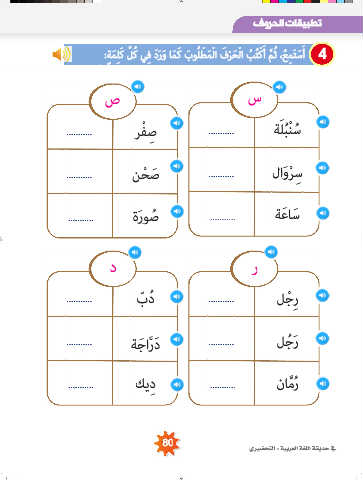 تطبيقات الحروف
4 أَسْتَمِعُ، ثُمَّ أَكْتُبُ الْحَرْفَ الْمَطْلُوبَ كَمَا وَرَدَ فِي كُلِّ كَلِمَةٍ:
س
سُنْبُلَة ..........
سِرْوَال ..........
سَاعَة ..........
ص
صِفْر ..........
صَحْن ..........
صُورَة ..........
ر
رِجْل ..........
رَجُل ..........
رُمَّان ..........
د
دُبّ ..........
دَرَّاجَة ..........
دِيك ..........
في حديقة اللغة العربية - التحضيري
80